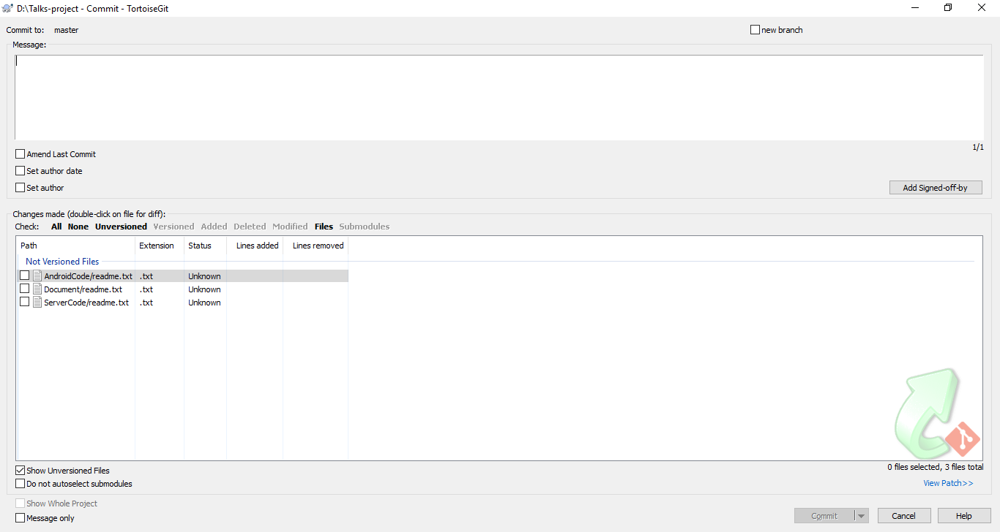 D:\Talks-project - Commit - TortoiseGit
Commit to: master
new branch
Message:
1/1
Amend Last Commit
Set author date
Set author
Add Signed-off-by
Changes made (double-click on file for diff):
Check: All None Unversioned Versioned Added Deleted Modified Files Submodules
Path Extension Status Lines added Lines removed
Not Versioned Files
AndroidCode/readme.txt .txt Unknown
Document/readme.txt .txt Unknown
ServerCode/readme.txt .txt Unknown
Show Unversioned Files
0 files selected, 3 files total
Do not autoselect submodules
View Patch>>
Show Whole Project
Message only
Commit Cancel Help